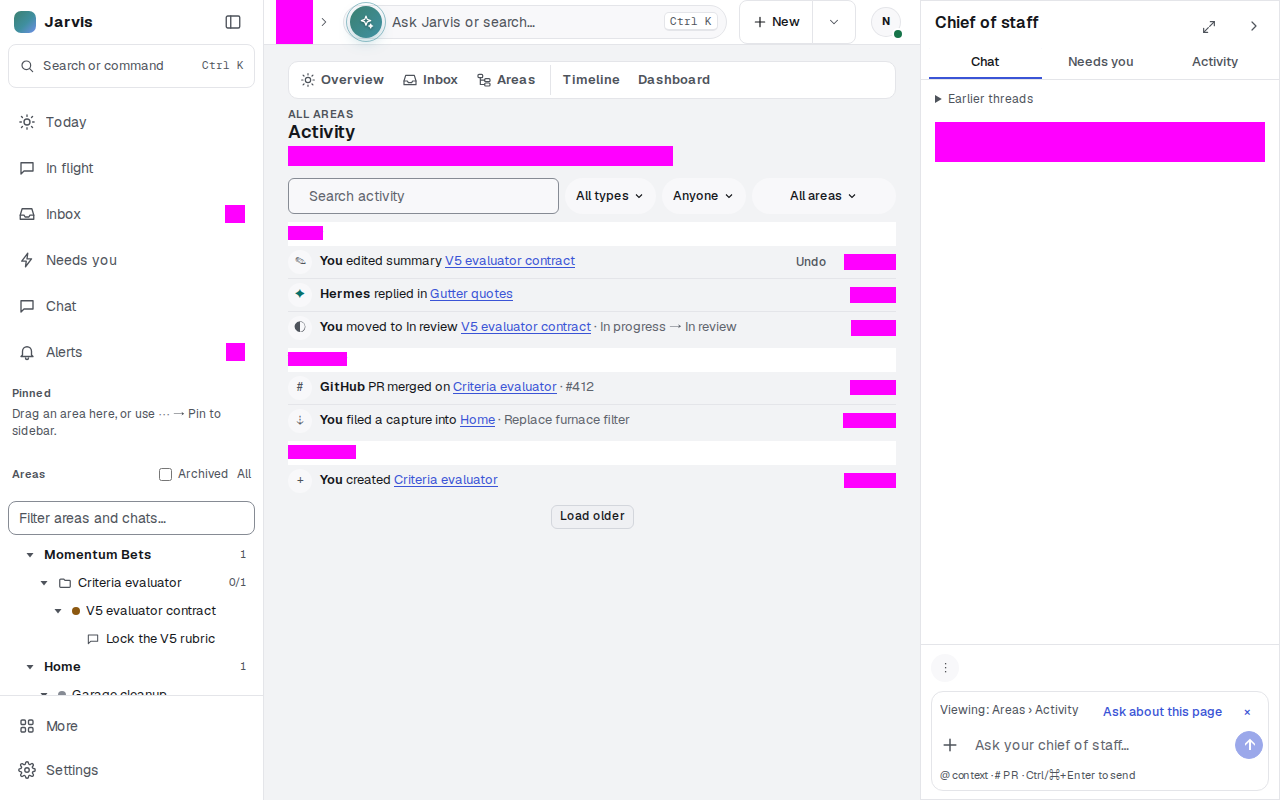 Jarvis
Search or command Ctrl K
Today
In flight
Inbox
Needs you
Chat
Alerts
Pinned
Drag an area here, or use ··· → Pin to
sidebar.
Areas Archived All
Filter areas and chats…
Momentum Bets 1
Criteria evaluator 0/1
V5 evaluator contract
Lock the V5 rubric
Home 1
Garage cleanup
More
Settings
Ask Jarvis or search… Ctrl K
New
N
Overview Inbox Areas Timeline Dashboard
ALL AREAS
Activity
Search activity All types Anyone All areas
You edited summary V5 evaluator contract Undo
Hermes replied in Gutter quotes
You moved to In review V5 evaluator contract · In progress → In review
# GitHub PR merged on Criteria evaluator · #412
You filed a capture into Home · Replace furnace filter
+ You created Criteria evaluator
Load older
Chief of staff
Chat Needs you Activity
Earlier threads
Viewing: Areas › Activity Ask about this page ×
Ask your chief of staff…
@ context · # PR · Ctrl/⌘+Enter to send